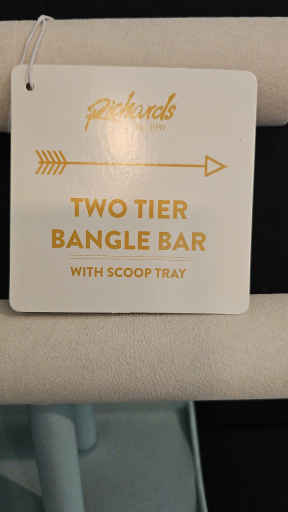 Richards
TWO TIER
BANGLE BAR
WITH SCOOP TRAY